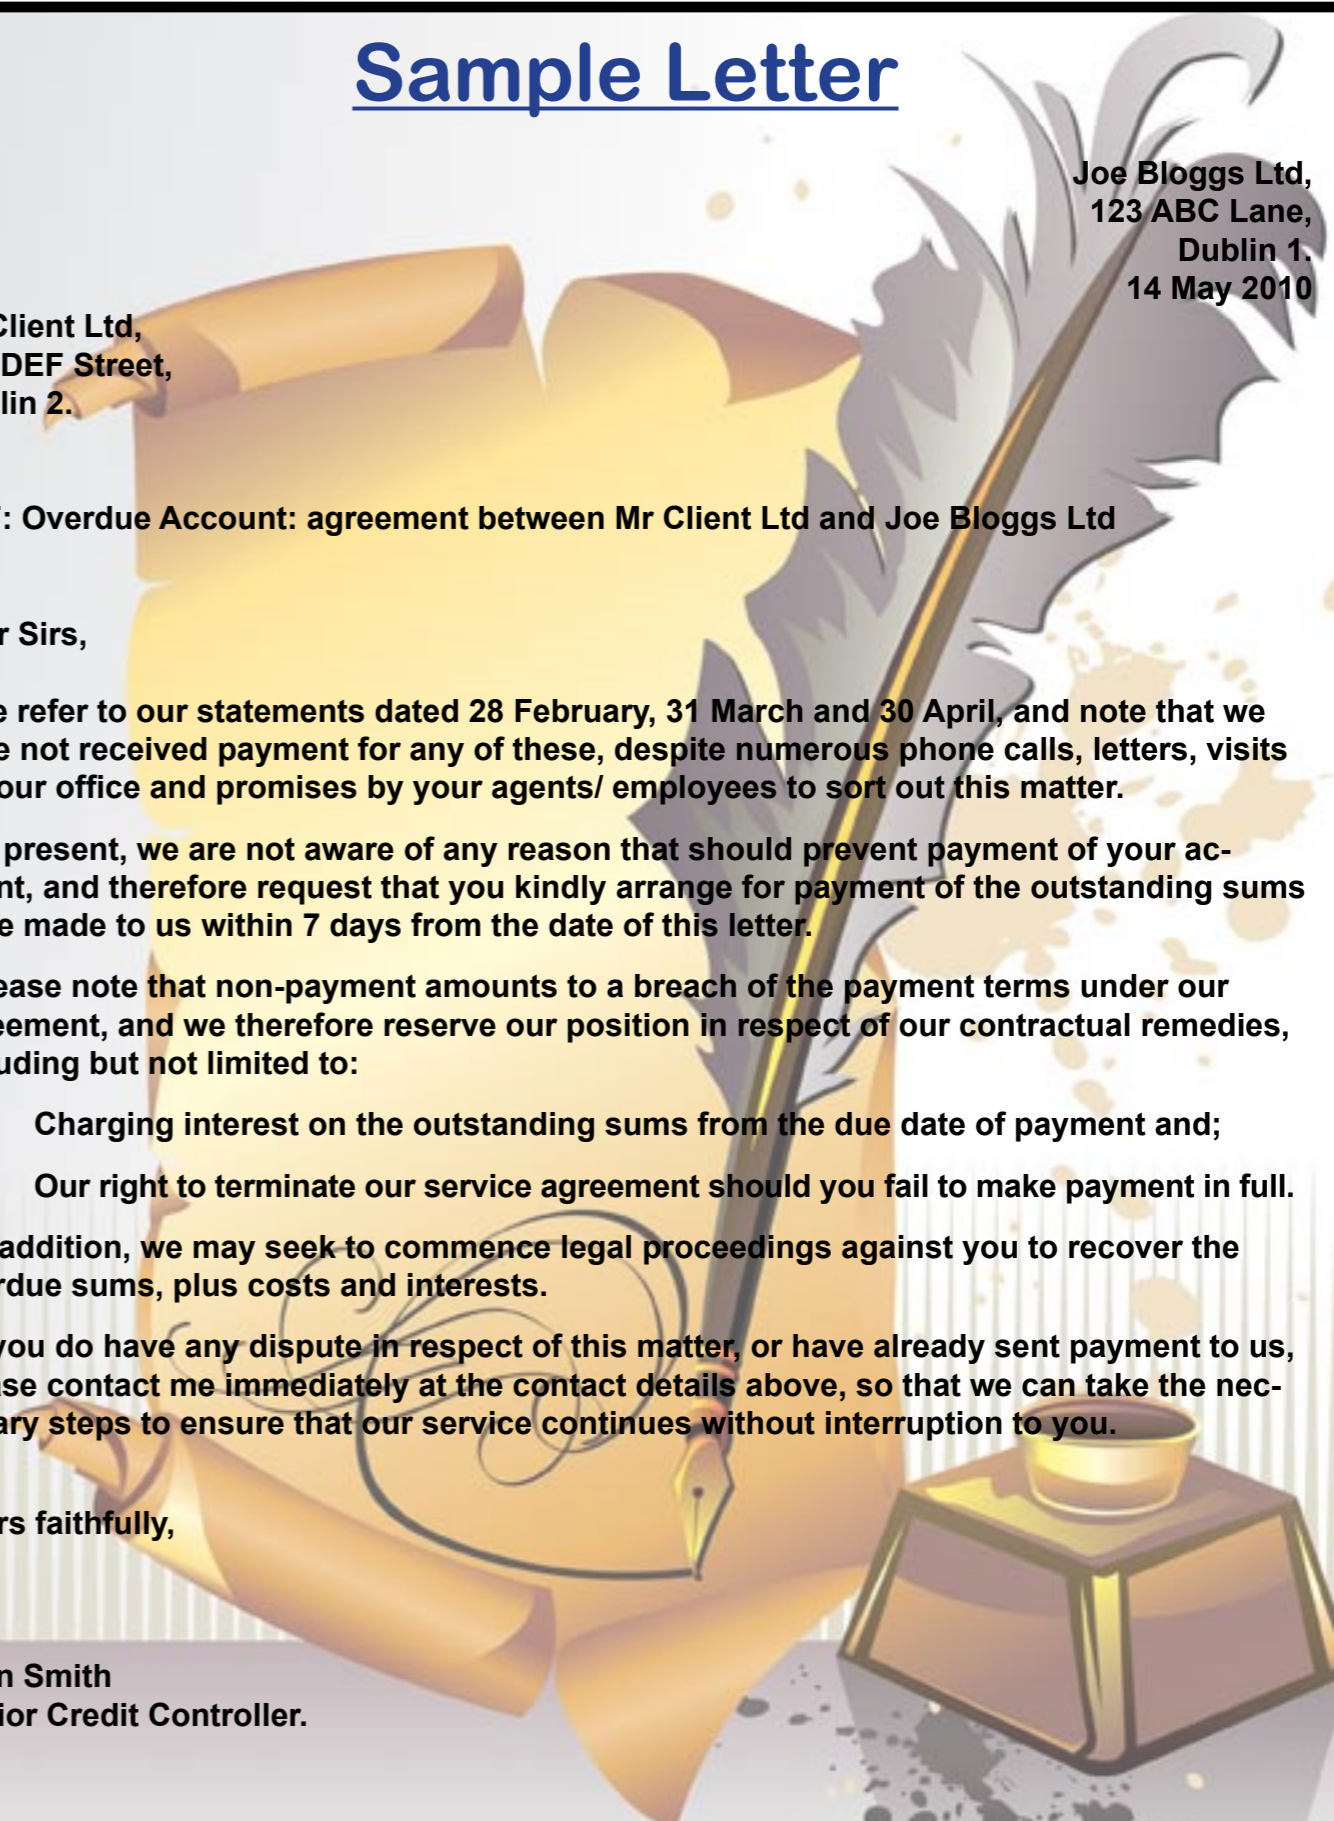 Sample Letter
Joe Bloggs Ltd,
123 ABC Lane,
Dublin 1.
14 May 2010
Client Ltd,
DEF Street,
lin 2.
: Overdue Account: agreement between Mr Client Ltd and Joe Bloggs Ltd
r Sirs,
e refer to our statements dated 28 February, 31 March and 30 April, and note that we
e not received payment for any of these, despite numerous phone calls, letters, visits
our office and promises by your agents/ employees to sort out this matter.
present, we are not aware of any reason that should prevent payment of your ac-
nt, and therefore request that you kindly arrange for payment of the outstanding sums
e made to us within 7 days from the date of this letter.
ease note that non-payment amounts to a breach of the payment terms under our
eement, and we therefore reserve our position in respect of our contractual remedies,
uding but not limited to:
Charging interest on the outstanding sums from the due date of payment and;
Our right to terminate our service agreement should you fail to make payment in full.
addition, we may seek to commence legal proceedings against you to recover the
rdue sums, plus costs and interests.
you do have any dispute in respect of this matter, or have already sent payment to us,
ase contact me immediately at the contact details above, so that we can take the nec-
ary steps to ensure that our service continues without interruption to you.
rs faithfully,
n Smith
ior Credit Controller.